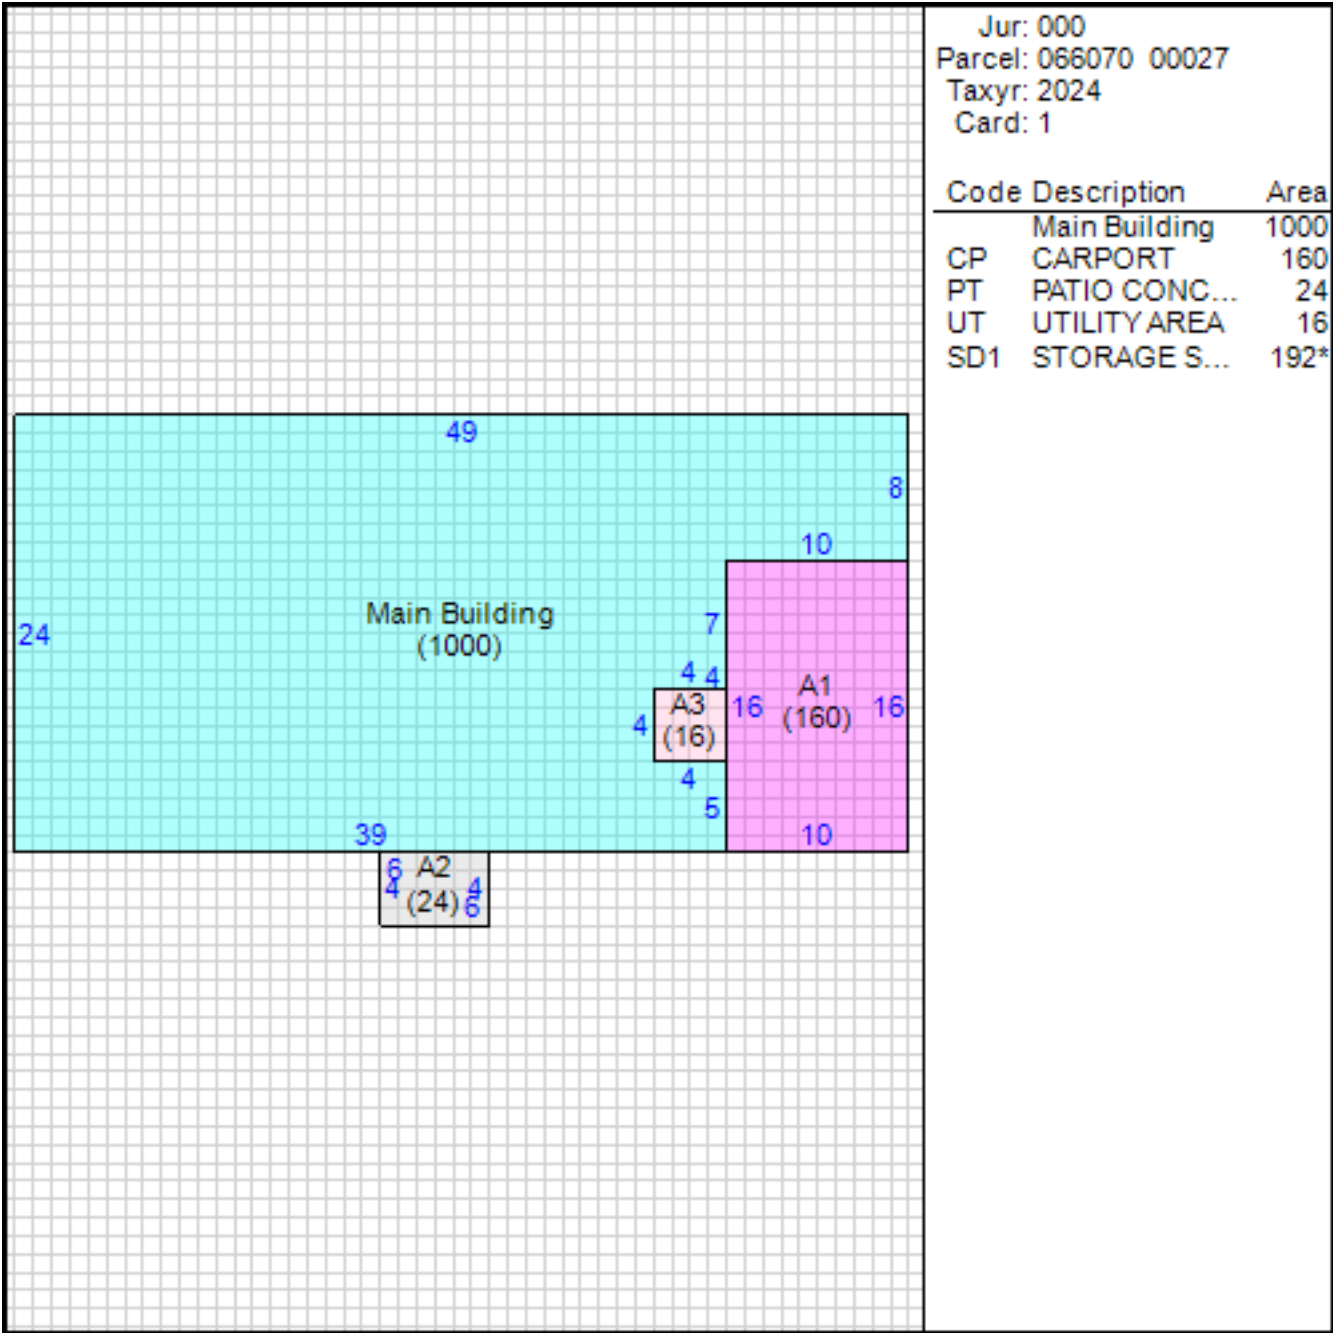 Jur: 000
Parcel: 066070 00027
Taxyr: 2024
Card: 1
Code Description Area
Main Building 1000
CP CARPORT 160
PT PATIO CONC... 24
UT UTILITY AREA 16
SD1 STORAGE S... 192*
49
8
10
Main Building
(1000)
24
7
4 4
A3
(16)
4
16
A1
(160)
16
4
5
39
10
6 A2
4 (24) 4
6